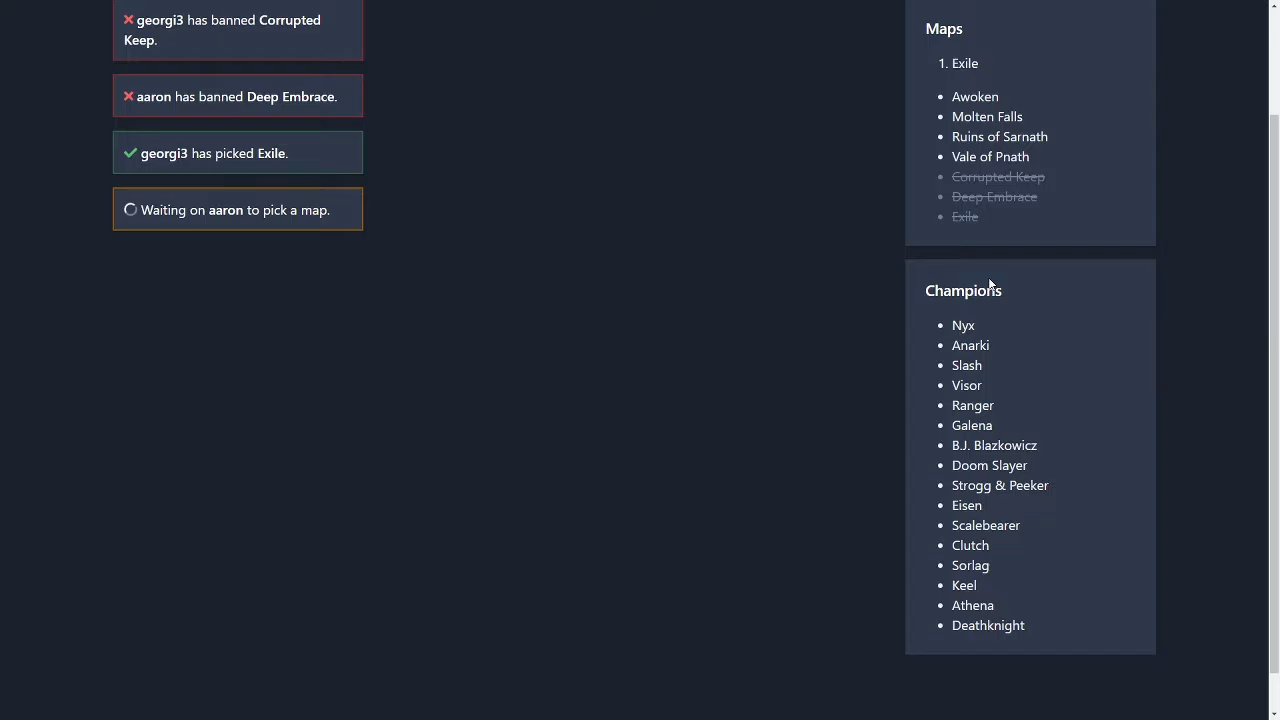 georgi3 has banned Corrupted
Keep.
aaron has banned Deep Embrace.
georgi3 has picked Exile.
Waiting on aaron to pick a map.
Maps
1. Exile
Awoken
Molten Falls
Ruins of Sarnath
Vale of Pnath
Corrupted Keep
Deep Embrace
Exile
Champions
Nyx
Anarki
Slash
Visor
Ranger
Galena
B.J. Blazkowicz
Doom Slayer
Strogg & Peeker
Eisen
Scalebearer
Clutch
Sorlag
Keel
Athena
Deathknight